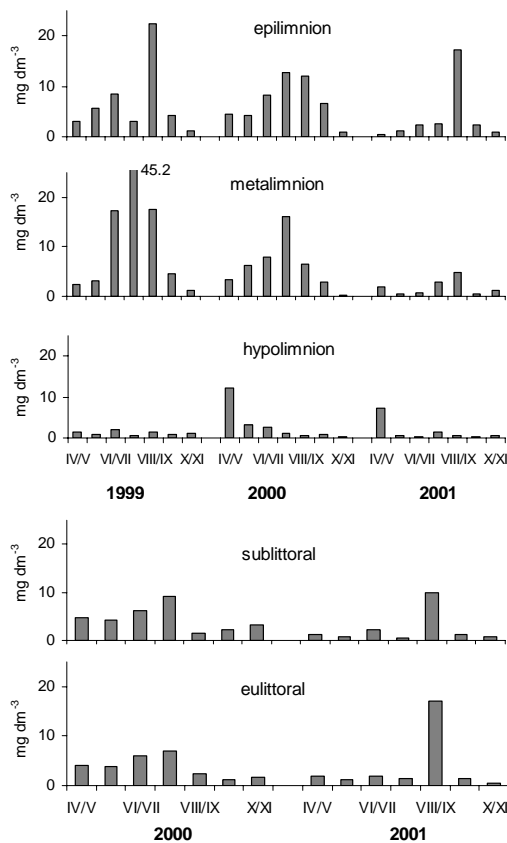 epilimnion
mg dm-3
20
10
0
45.2
metalimnion
mg dm-3
20
10
0
hypolimnion
mg dm-3
20
10
0
IV/V VI/VII VIII/IX X/XI IV/V VI/VII VIII/IX X/XI IV/V VI/VII VIII/IX X/XI
1999 2000 2001
sublittoral
mg dm-3
20
10
0
eulittoral
mg dm-3
20
10
0
IV/V VI/VII VIII/IX X/XI IV/V VI/VII VIII/IX X/XI
2000 2001